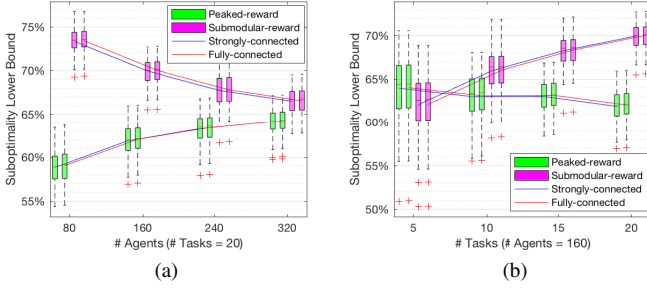 (a)
75%
70%
65%
60%
55%
Suboptimality Lower Bound
Peaked-reward
Submodular-reward
Strongly-connected
Fully-connected
80
160
240
320
# Agents (# Tasks = 20)
(b)
70%
65%
60%
55%
50%
Suboptimality Lower Bound
Peaked-reward
Submodular-reward
Strongly-connected
Fully-connected
5
10
15
20
# Tasks (# Agents = 160)
(a)
(b)